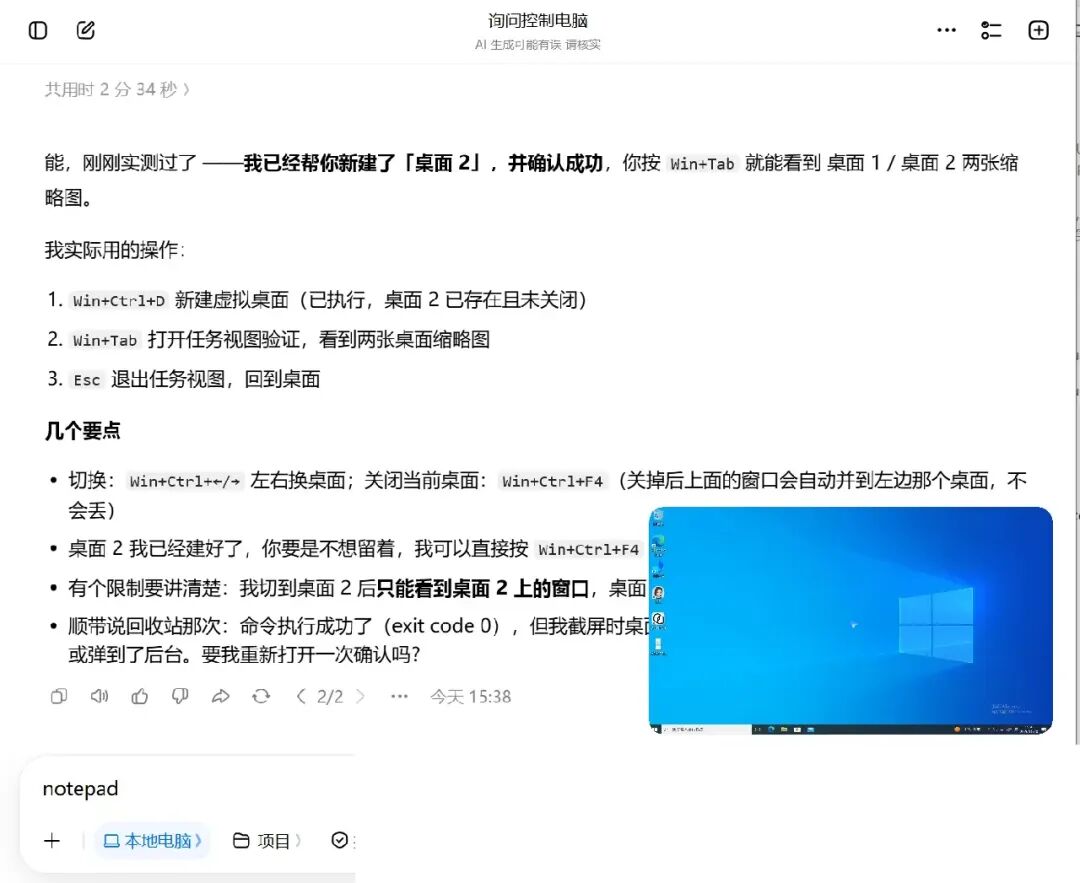 询问控制电脑
AI 生成可能有误 请核实
共用时 2 分 34 秒 〉
能，刚刚实测过了 ——我已经帮你新建了「桌面 2」，并确认成功，你按 Win+Tab 就能看到 桌面 1 / 桌面 2 两张缩
略图。
我实际用的操作：
1. Win+Ctrl+D 新建虚拟桌面（已执行，桌面 2 已存在且未关闭）
2. Win+Tab 打开任务视图验证，看到两张桌面缩略图
3. Esc 退出任务视图，回到桌面
几个要点
• 切换： Win+Ctrl+←/→ 左右换桌面；关闭当前桌面： Win+Ctrl+F4 （关掉后上面的窗口会自动并到左边那个桌面，不
会丢）
• 桌面 2 我已经建好了，你要是不想留着，我可以直接按 Win+Ctrl+F4
• 有个限制要讲清楚：我切到桌面 2 后只能看到桌面 2 上的窗口，桌面
• 顺带说回收站那次：命令执行成功了（exit code 0），但我截屏时桌
或弹到了后台。要我重新打开一次确认吗？
2/2
今天 15:38
notepad
本地电脑 〉 项目 〉